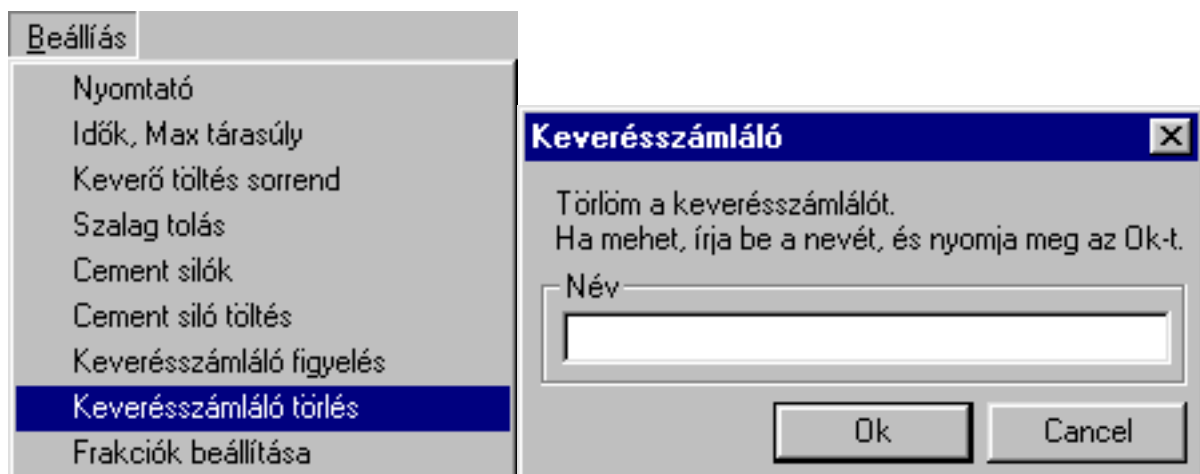 Beállíás
Nyomtató
Idők, Max tárasúly
Keverő töltés sorrend
Szalag tolás
Cement silók
Cement siló töltés
Keverésszámláló figyelés
Keverésszámláló törlés
Frakciók beállítása
Keverésszámláló
Törlöm a keverésszámlálót.
Ha mehet, írja be a nevét, és nyomja meg az Ok-t.
Név
Ok
Cancel